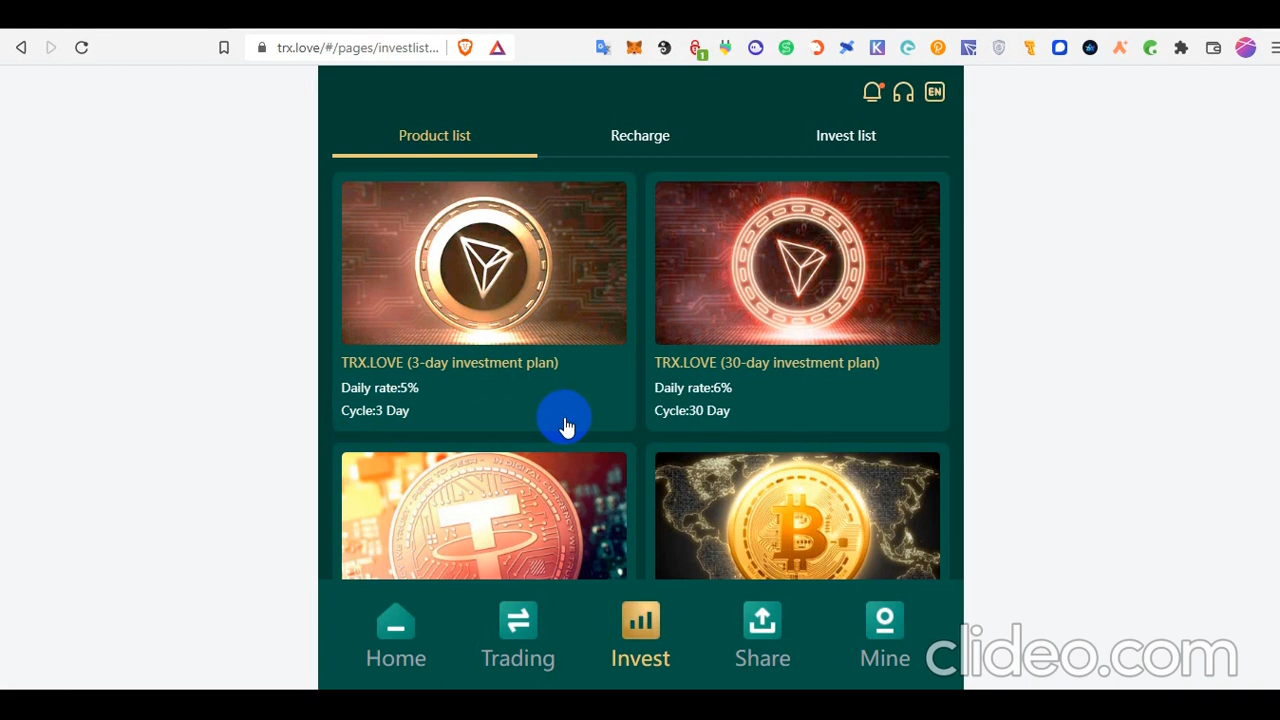 trx.love/#/pages/investlist...
1
EN
Product list
Recharge
Invest list
TRX.LOVE (3-day investment plan)
Daily rate:5%
Cycle:3 Day
TRX.LOVE (30-day investment plan)
Daily rate:6%
Cycle:30 Day
Home
Trading
Invest
Share
Mine
clideo.com